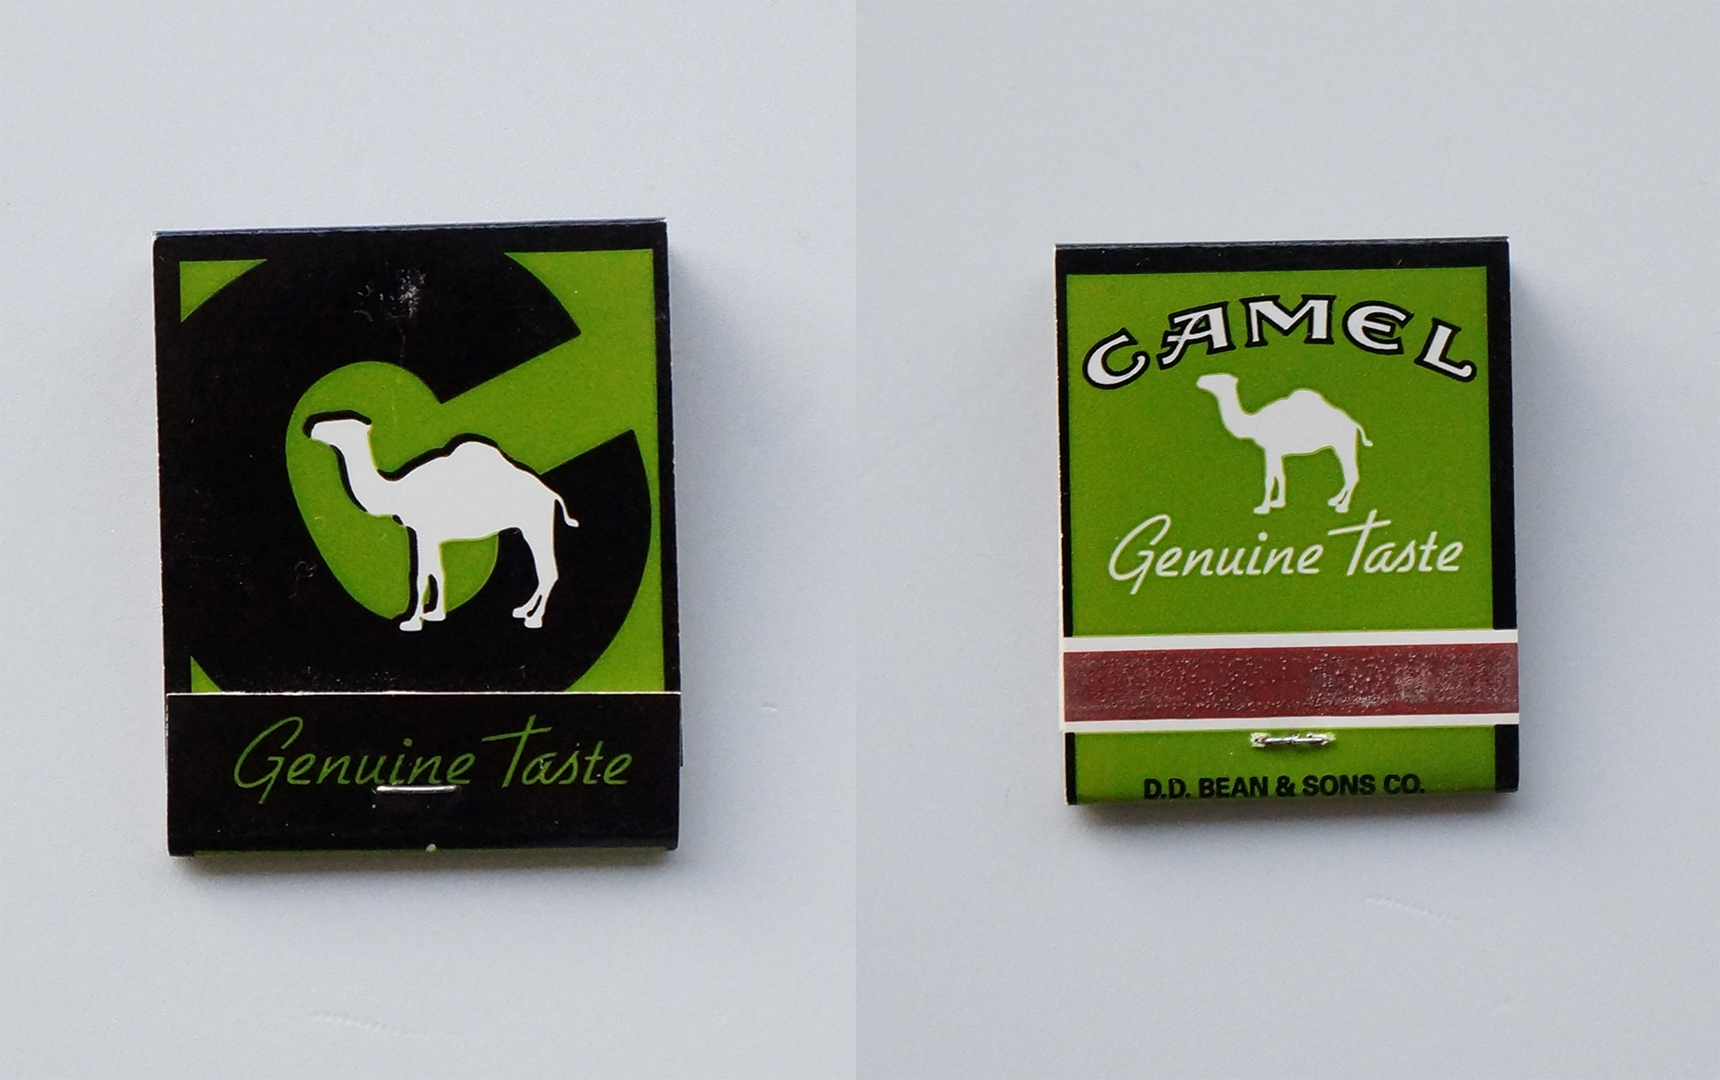 Genuine Taste
CAMEL
Genuine Taste
D.D. BEAN & SONS CO.